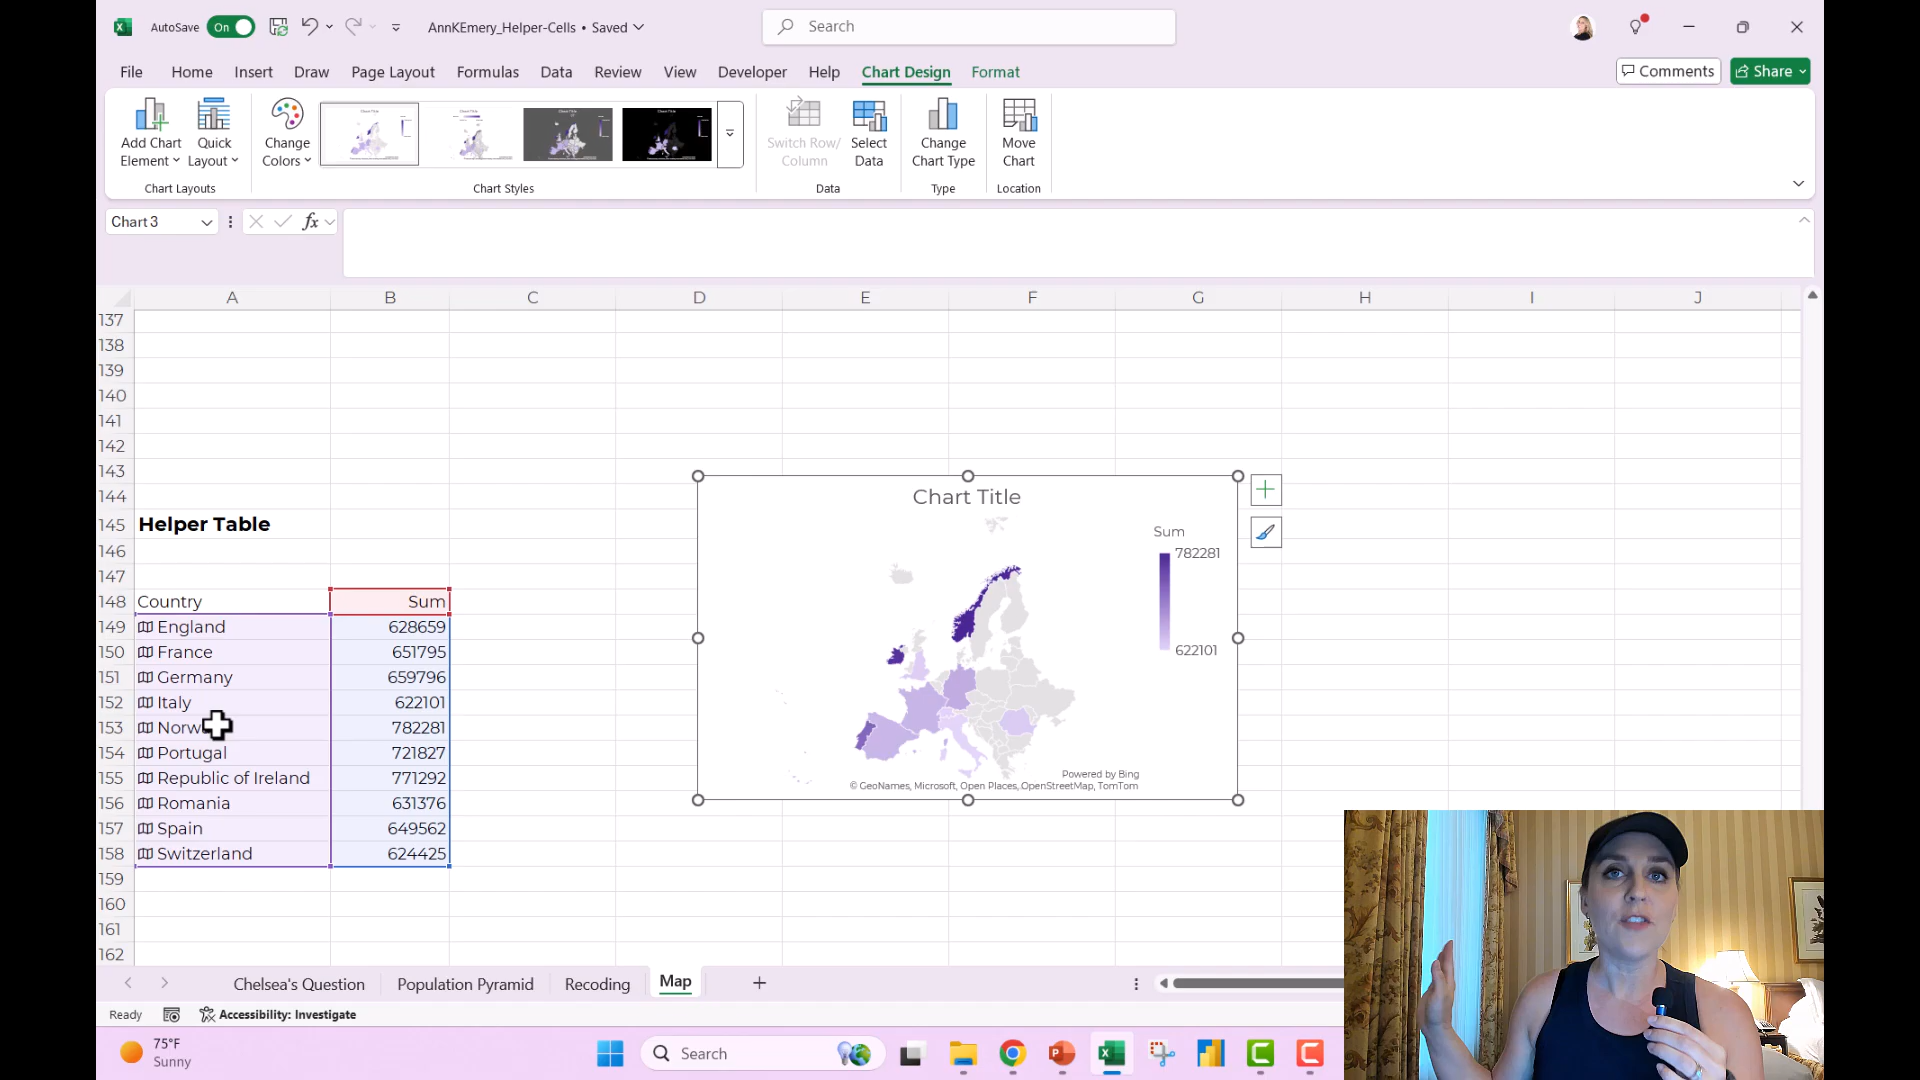 AutoSave On AnnKEmery_Helper-Cells • Saved Search
File Home Insert Draw Page Layout Formulas Data Review View Developer Help Chart Design Format Comments Share
Add Chart Element
Quick Layout
Change Colors
Switch Row/ Column
Select Data
Change Chart Type
Move Chart
Chart Layouts Chart Styles Data Type Location
Chart 3 fx
A B C D E F G H I J
137
138
139
140
141
142
143
144
145 Helper Table
146
147
148 Country Sum
149 England 628659
150 France 651795
151 Germany 659796
152 Italy 622101
153 Norw 782281
154 Portugal 721827
155 Republic of Ireland 771292
156 Romania 631376
157 Spain 649562
158 Switzerland 624425
159
160
161
162
Chart Title
Sum
782281
622101
Powered by Bing
© GeoNames, Microsoft, Open Places, OpenStreetMap, TomTom
Chelsea's Question Population Pyramid Recoding Map
Ready Accessibility: Investigate
75°F
Sunny
Search